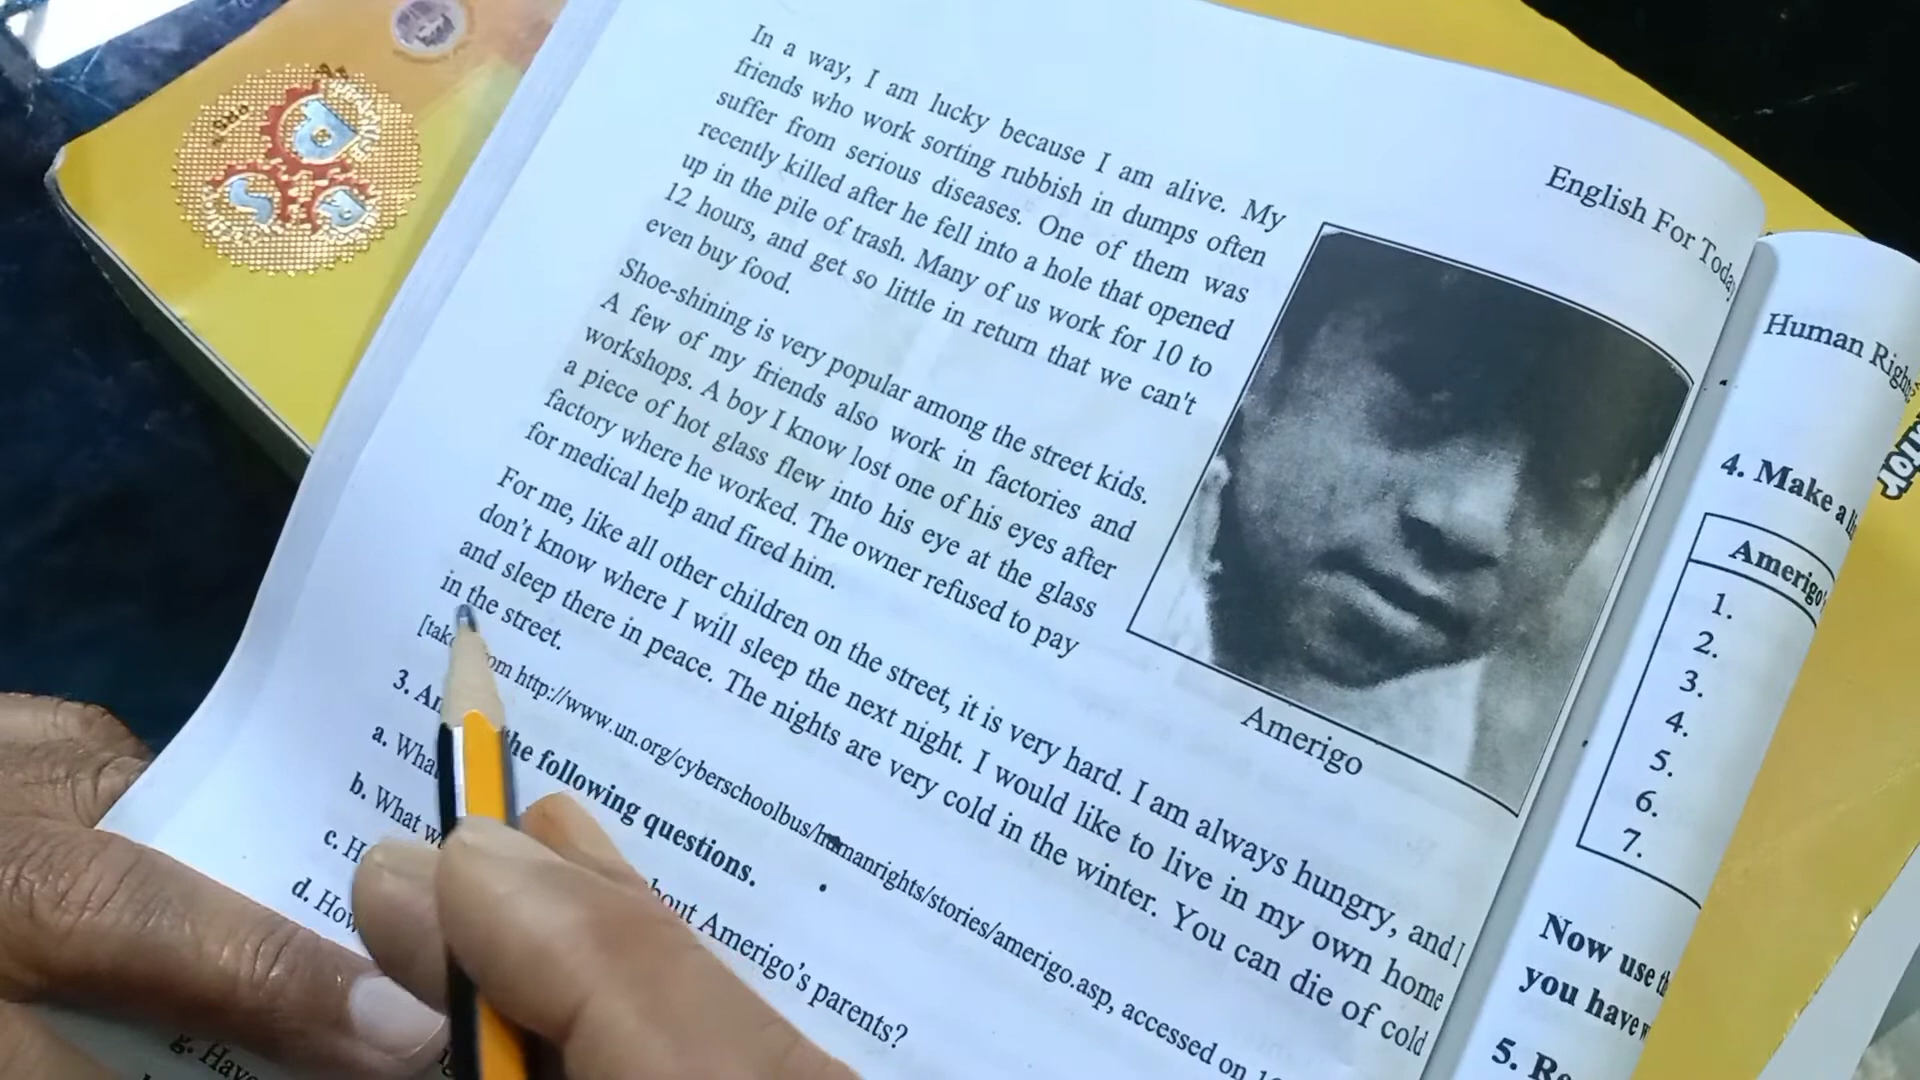 English For Today
In a way, I am lucky because I am alive. My
friends who work sorting rubbish in dumps often
suffer from serious diseases. One of them was
recently killed after he fell into a hole that opened
up in the pile of trash. Many of us work for 10 to
12 hours, and get so little in return that we can't
even buy food.
Shoe-shining is very popular among the street kids.
A few of my friends also work in factories and
workshops. A boy I know lost one of his eyes after
a piece of hot glass flew into his eye at the glass
factory where he worked. The owner refused to pay
for medical help and fired him.
Amerigo
For me, like all other children on the street, it is very hard. I am always hungry, and I
don't know where I will sleep the next night. I would like to live in my own home
and sleep there in peace. The nights are very cold in the winter. You can die of cold
in the street.
http://www.un.org/cyberschoolbus/humanrights/stories/amerigo.asp, accessed on
3. the following questions.
a. about Amerigo's parents?
b. What
c.
d. How
g. Have
Human
4. Make a
Amerigo's
1.
2.
3.
4.
5.
6.
7.
Now use
you have
5.